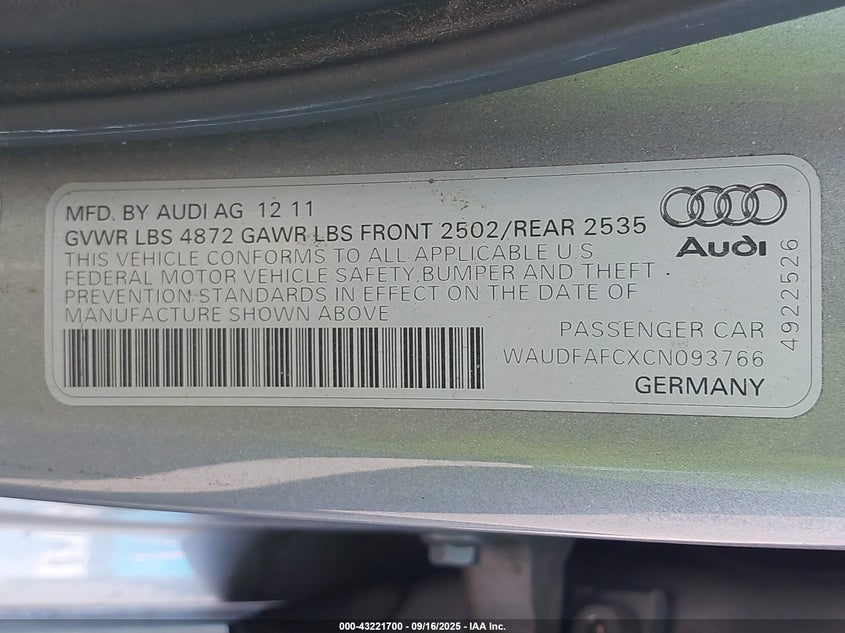 MFD. BY AUDI AG 12 11
GVWR LBS 4872 GAWR LBS FRONT 2502/REAR 2535
THIS VEHICLE CONFORMS TO ALL APPLICABLE U.S.
FEDERAL MOTOR VEHICLE SAFETY,BUMPER AND THEFT
PREVENTION STANDARDS IN EFFECT ON THE DATE OF
MANUFACTURE SHOWN ABOVE
Audi
4922526
PASSENGER CAR
WAUDFAFCXCN093766
GERMANY
000-43221700 - 09/16/2025 - IAA Inc.